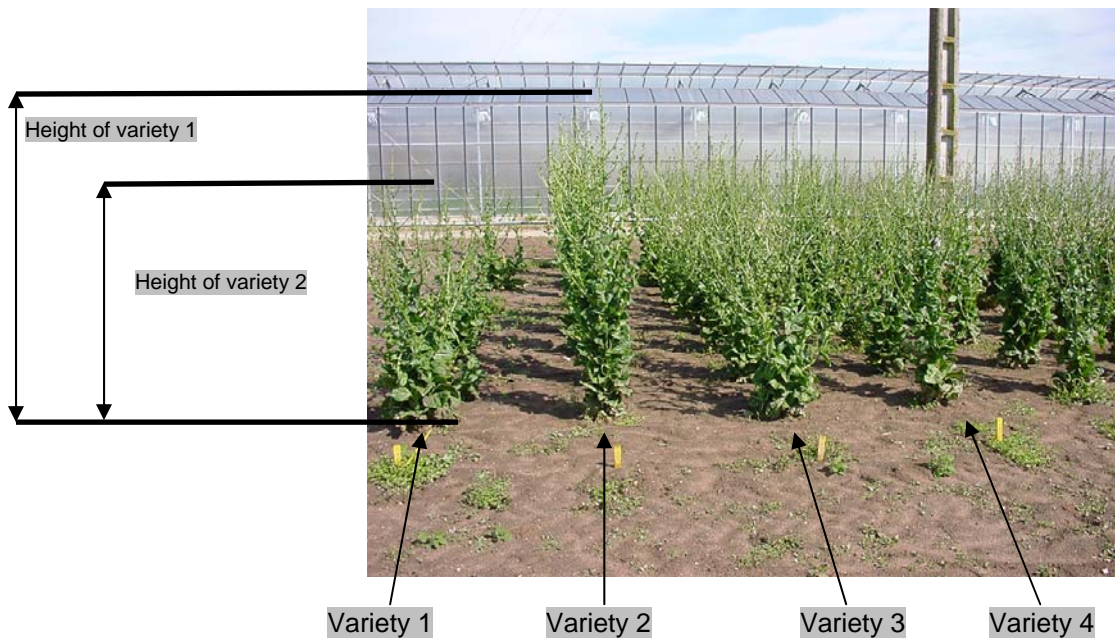 Height of variety 1
Height of variety 2
Variety 1
Variety 2
Variety 3
Variety 4